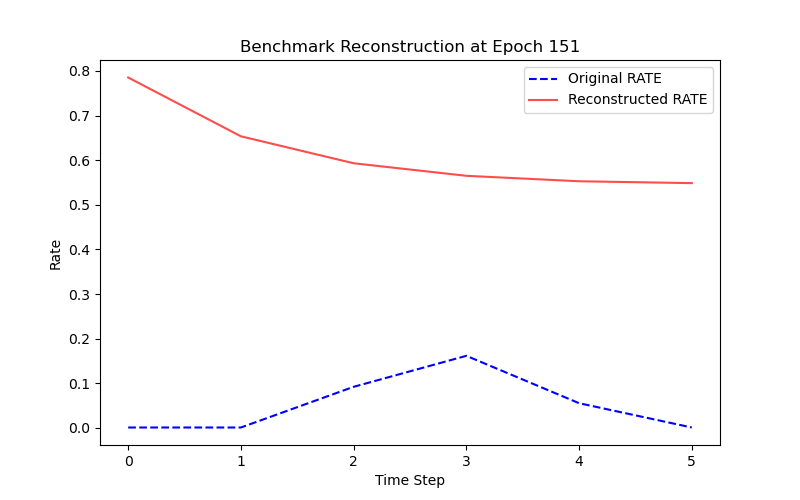 Benchmark Reconstruction at Epoch 151
Original RATE
Reconstructed RATE
0.8
0.7
0.6
0.5
0.4
0.3
0.2
0.1
0.0
Rate
0 1 2 3 4 5
Time Step